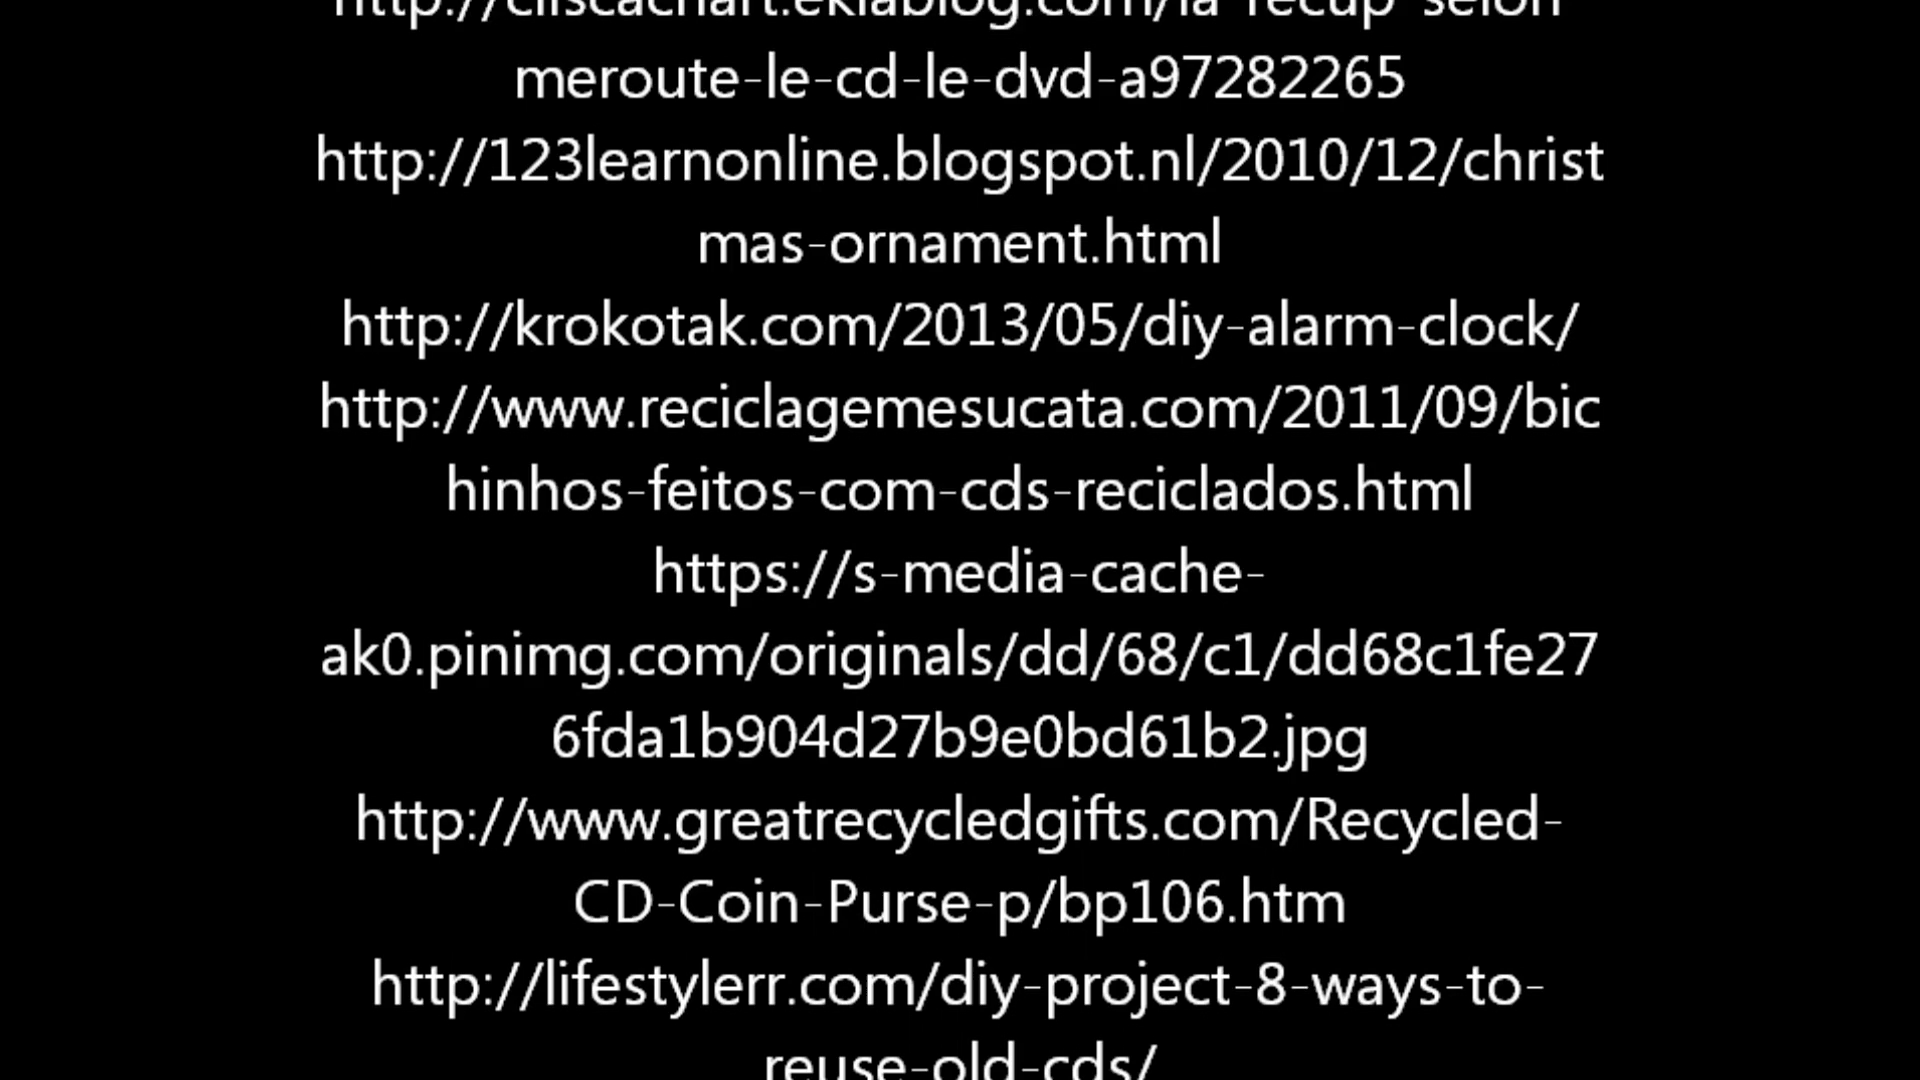 meroute-le-cd-le-dvd-a97282265
http://123learnonline.blogspot.nl/2010/12/christ
mas-ornament.html
http://krokotak.com/2013/05/diy-alarm-clock/
http://www.reciclagemesucata.com/2011/09/bic
hinhos-feitos-com-cds-reciclados.html
https://s-media-cache-
ak0.pinimg.com/originals/dd/68/c1/dd68c1fe27
6fda1b904d27b9e0bd61b2.jpg
http://www.greatrecycledgifts.com/Recycled-
CD-Coin-Purse-p/bp106.htm
http://lifestylerr.com/diy-project-8-ways-to-
reuse-old-cds/